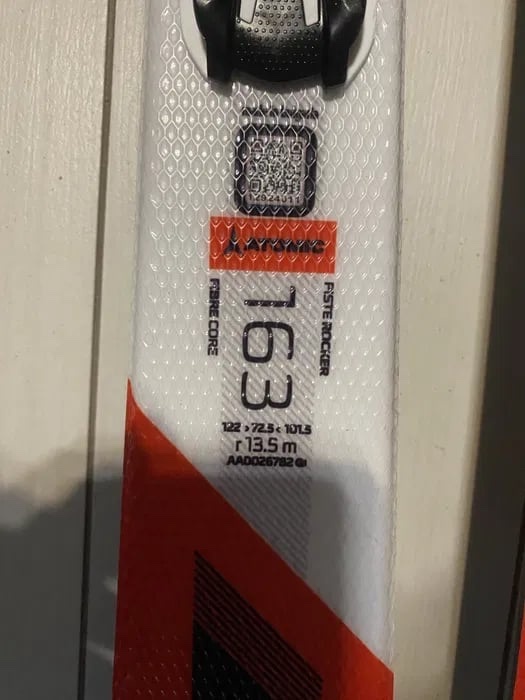 ATOMIC
FIBRE CORE
163
PISTE ROCKER
122 › 72.5 ‹ 101.5
r 13.5 m
AA0026782